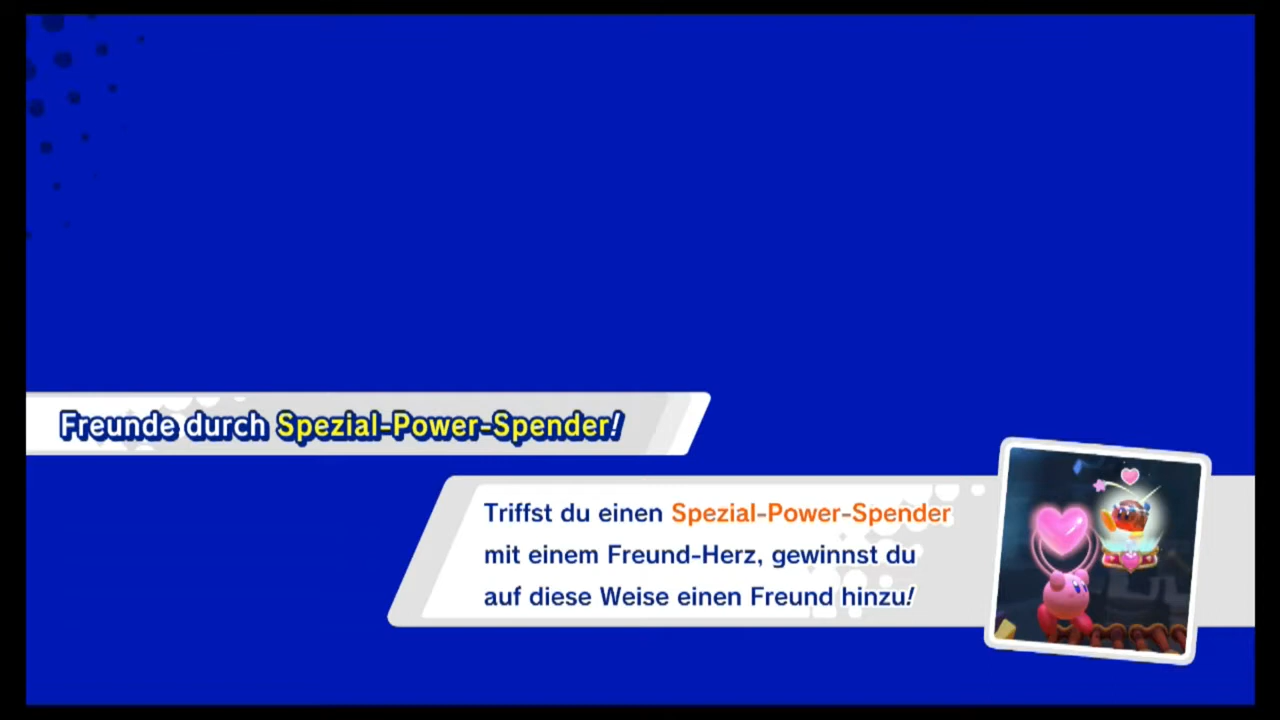 Freunde durch Spezial-Power-Spender!
Triffst du einen Spezial-Power-Spender
mit einem Freund-Herz, gewinnst du
auf diese Weise einen Freund hinzu!